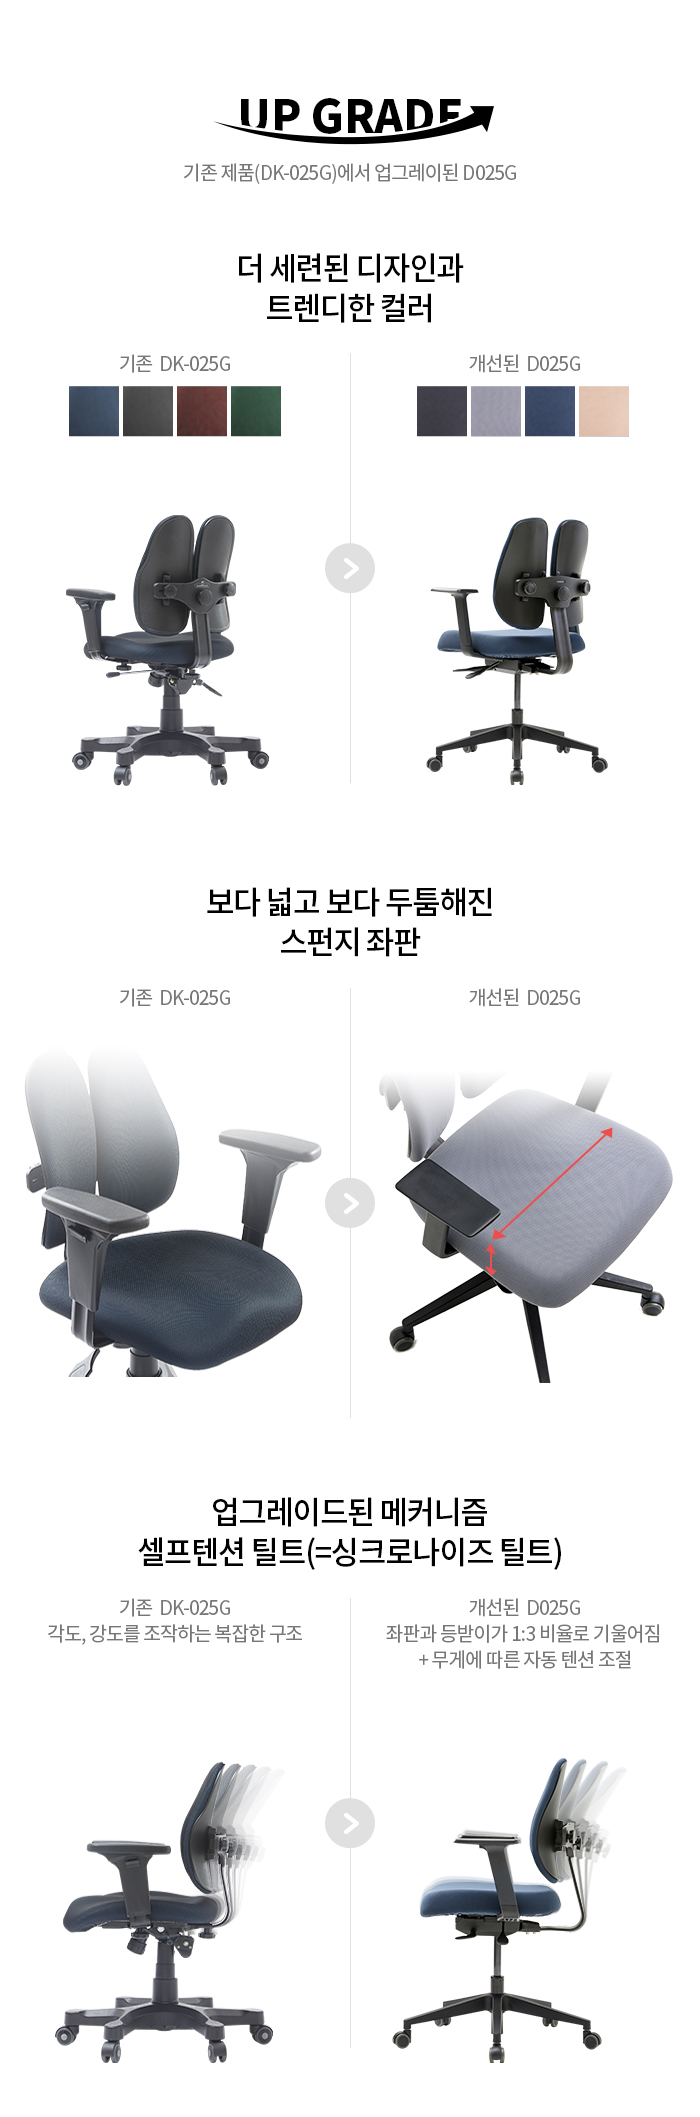 UP GRADE
기존 제품(DK-025G)에서 업그레이된 D025G
더 세련된 디자인과
트렌디한 컬러
기존 DK-025G
개선된 D025G
보다 넓고 보다 두툼해진
스펀지 좌판
기존 DK-025G
개선된 D025G
업그레이드된 메커니즘
셀프텐션 틸트(=싱크로나이즈 틸트)
기존 DK-025G
각도, 강도를 조작하는 복잡한 구조
개선된 D025G
좌판과 등받이가 1:3 비율로 기울어짐
+ 무게에 따른 자동 텐션 조절